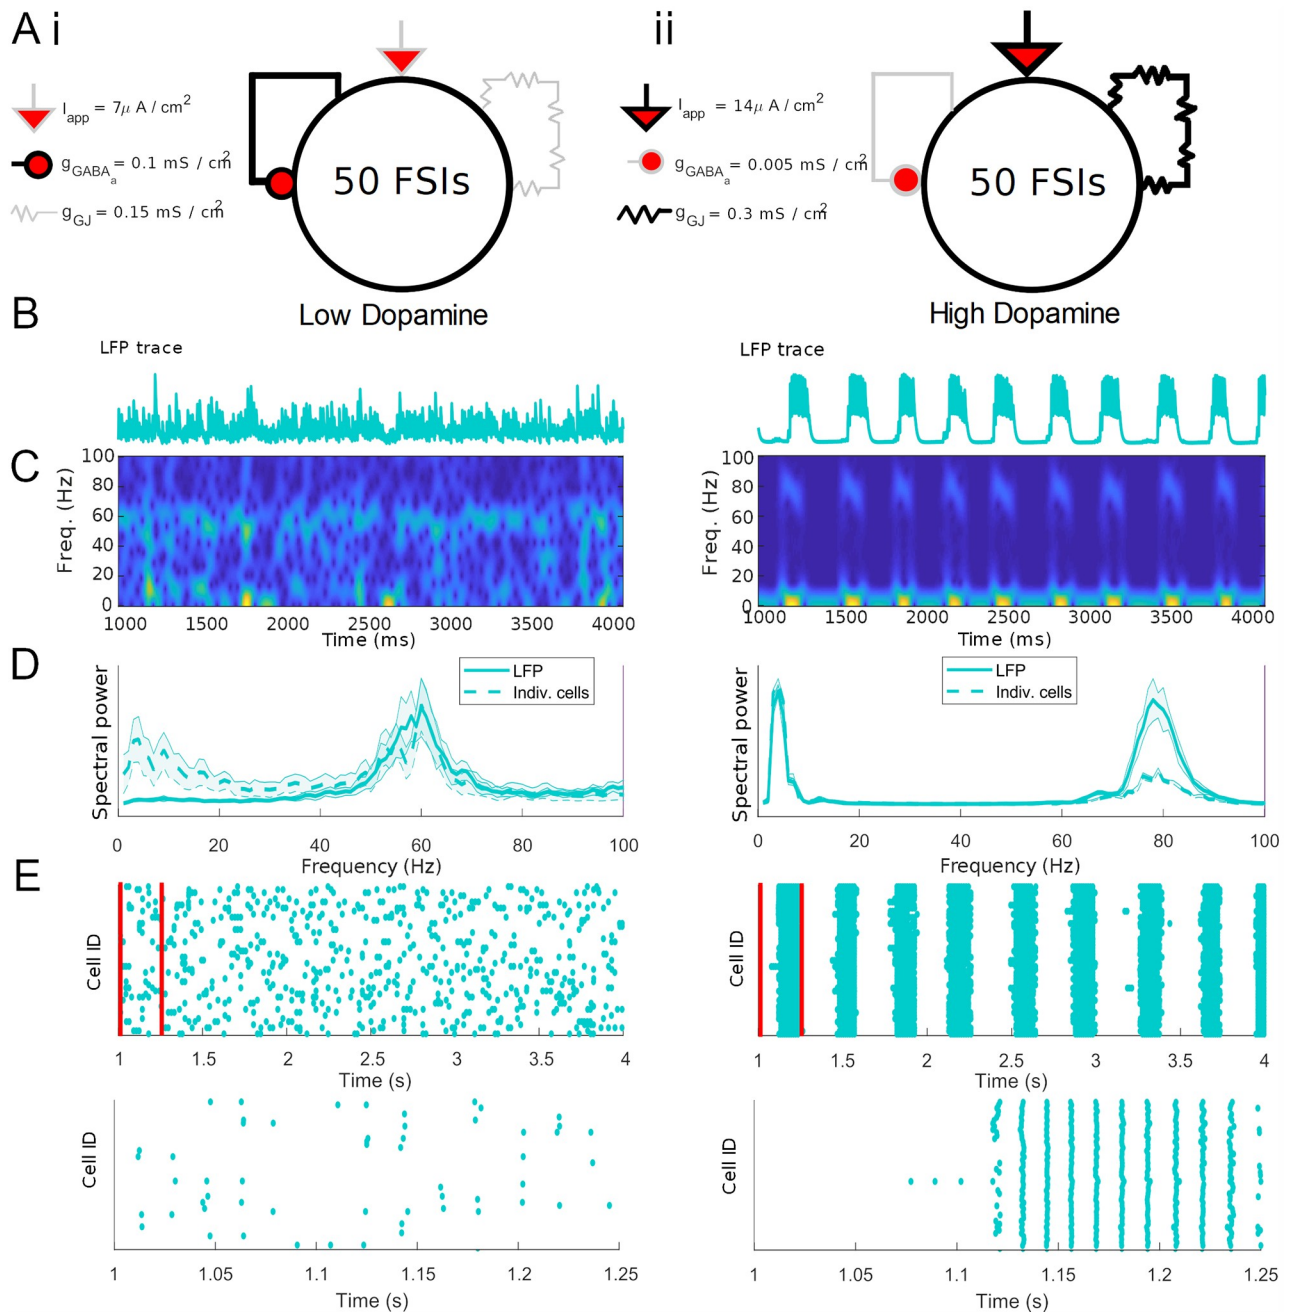 A i
ii
I app = 7μ A / cm2
g GABA a = 0.1 mS / cm2
g GJ = 0.15 mS / cm2
50 FSIs
Low Dopamine
I app = 14μ A / cm2
g GABA a = 0.005 mS / cm2
g GJ = 0.3 mS / cm2
50 FSIs
High Dopamine
B
LFP trace
LFP trace
C
Freq. (Hz)
100
80
60
40
20
0
1000 1500 2000 2500 3000 3500 4000
Time (ms)
Freq. (Hz)
100
80
60
40
20
0
1000 1500 2000 2500 3000 3500 4000
Time (ms)
D
Spectral power
LFP
Indiv. cells
0 20 40 60 80 100
Frequency (Hz)
Spectral power
LFP
Indiv. cells
0 20 40 60 80 100
Frequency (Hz)
E
Cell ID
1 1.5 2 2.5 3 3.5 4
Time (s)
Cell ID
1 1.5 2 2.5 3 3.5 4
Time (s)
Cell ID
1 1.05 1.1 1.15 1.2 1.25
Time (s)
Cell ID
1 1.05 1.1 1.15 1.2 1.25
Time (s)